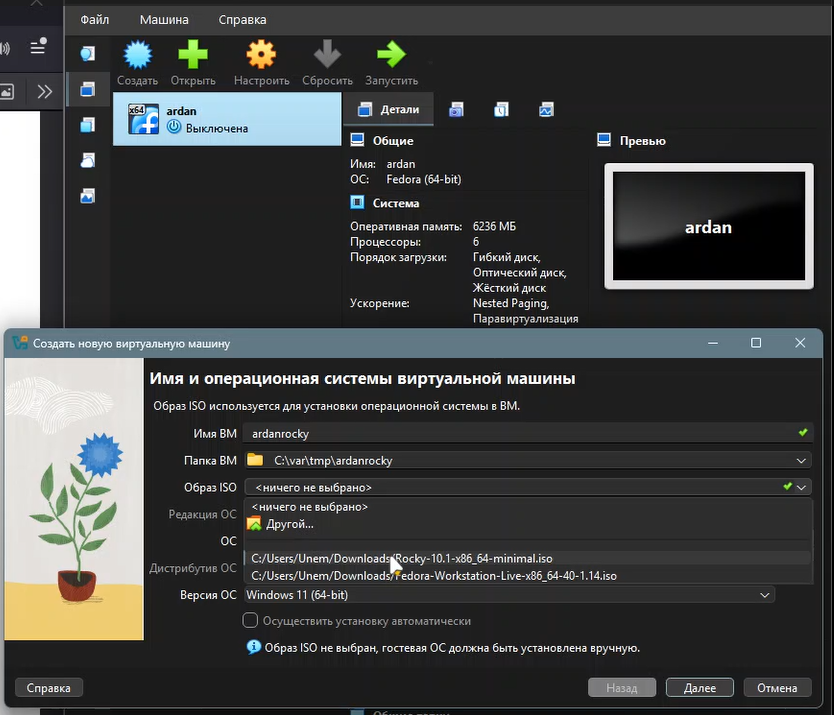 Файл Машина Справка
Создать Открыть Настроить Сбросить Запустить
x64
ardan
Выключена
Детали
Общие
Имя: ardan
ОС: Fedora (64-bit)
Система
Оперативная память: 6236 МБ
Процессоры: 6
Порядок загрузки: Гибкий диск,
Оптический диск,
Жёсткий диск
Ускорение: Nested Paging,
Паравиртуализация
Превью
ardan
Создать новую виртуальную машину
Имя и операционная системы виртуальной машины
Образ ISO используется для установки операционной системы в ВМ.
Имя ВМ ardanrocky
Папка ВМ C:\var\tmp\ardanrocky
Образ ISO <ничего не выбрано>
<ничего не выбрано>
Редакция ОС
Другой...
ОС
C:/Users/Unem/Downloads/Rocky-10.1-x86_64-minimal.iso
Дистрибутив ОС
C:/Users/Unem/Downloads/Fedora-Workstation-Live-x86_64-40-1.14.iso
Версия ОС Windows 11 (64-bit)
Осуществить установку автоматически
Образ ISO не выбран, гостевая ОС должна быть установлена вручную.
Справка Назад Далее Отмена